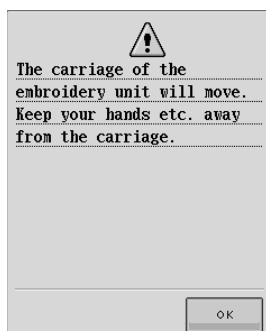 The carriage of the
embroidery unit will move.
Keep your hands etc. away
from the carriage.
OK